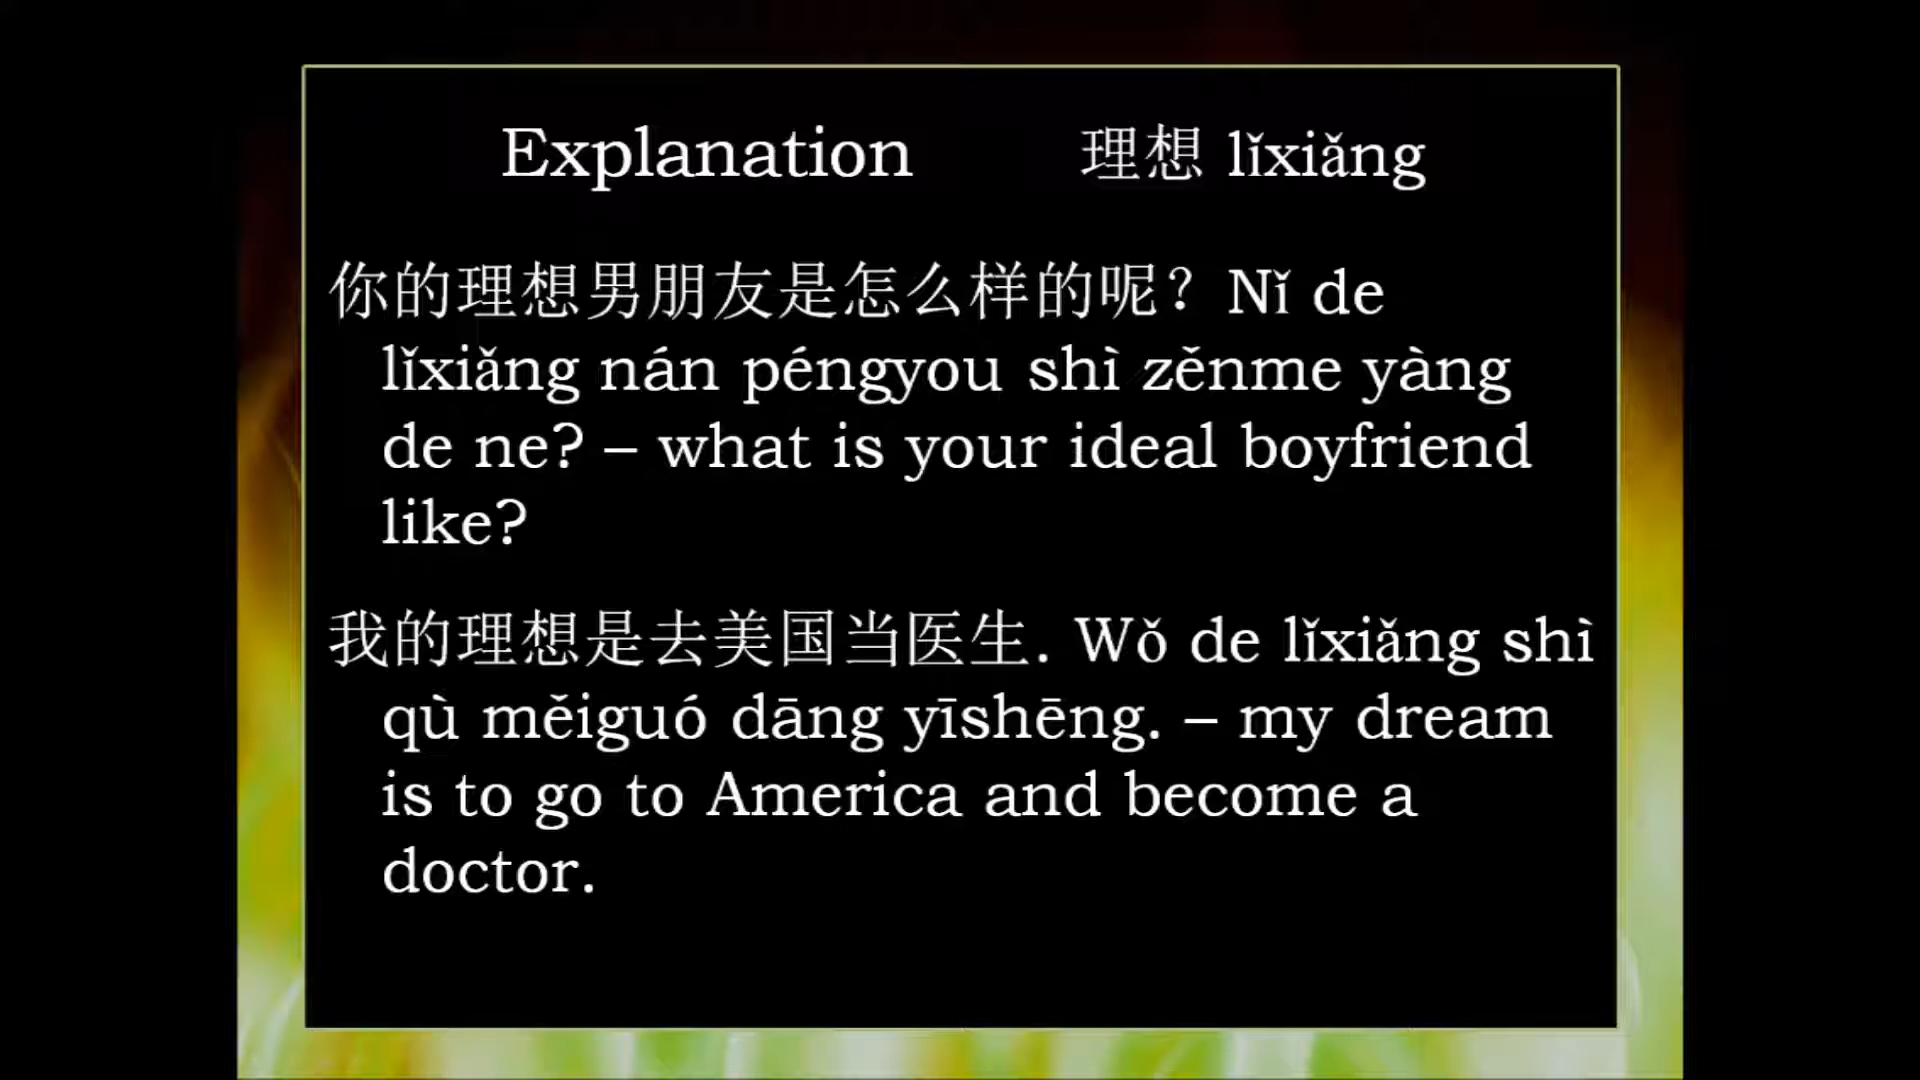 Explanation 理想 lǐxiǎng
你的理想男朋友是怎么样的呢？Nǐ de
lǐxiǎng nán péngyou shì zěnme yàng
de ne? – what is your ideal boyfriend
like?
我的理想是去美国当医生. Wǒ de lǐxiǎng shì
qù měiguó dāng yīshēng. – my dream
is to go to America and become a
doctor.